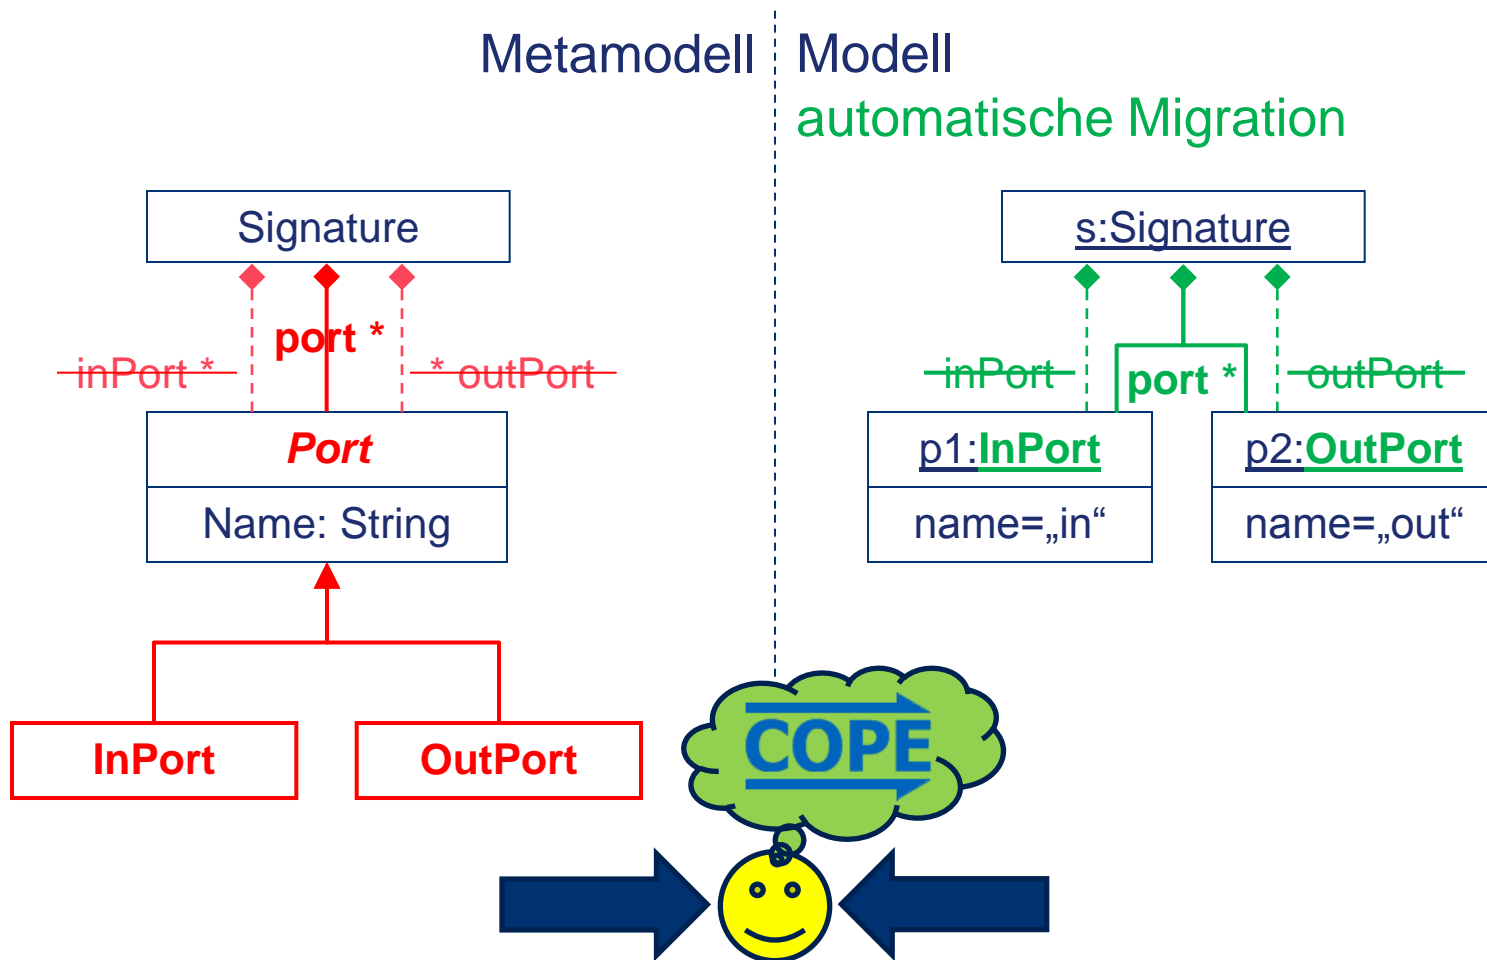 Metamodell
Modell
automatische Migration
Signature
port *
inPort *
* outPort
Port
Name: String
InPort
OutPort
s:Signature
inPort
port *
outPort
p1:InPort
p2:OutPort
name=„in“
name=„out“
COPE